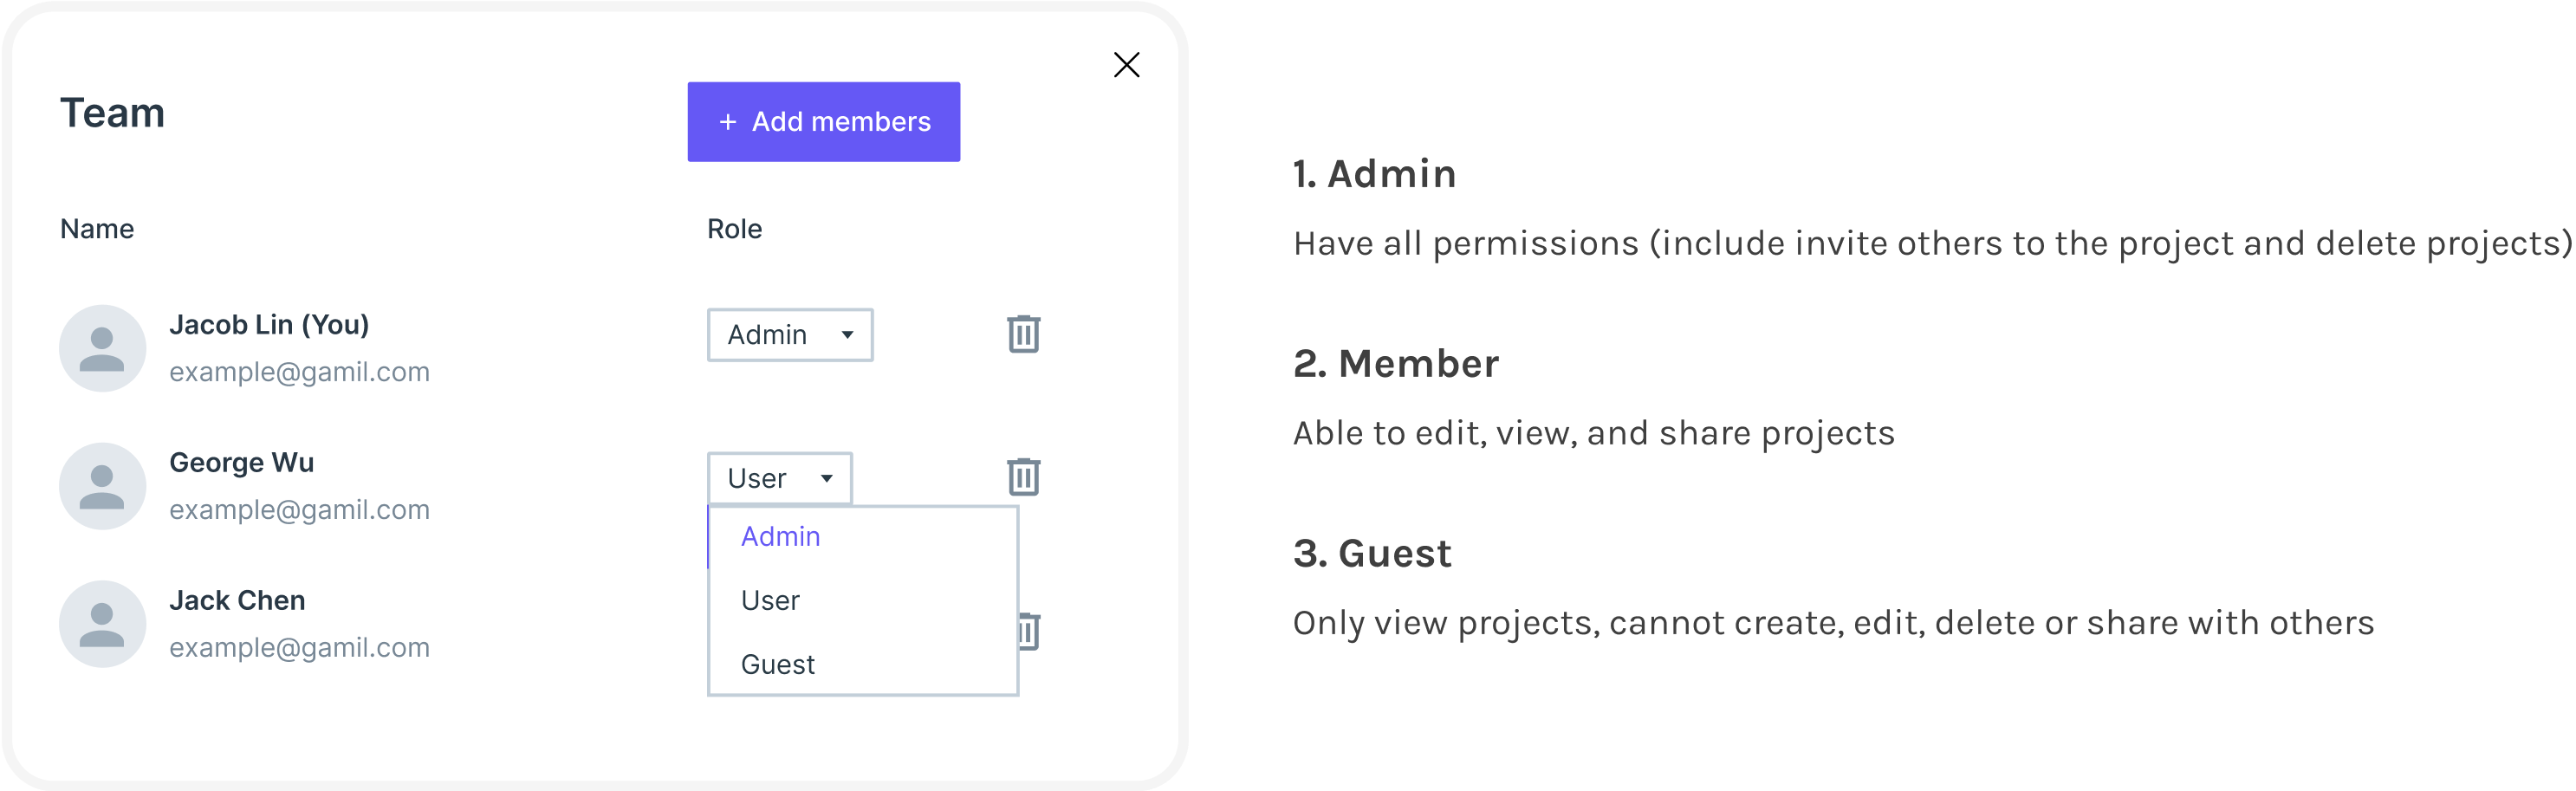 Team
+ Add members
Name Role
Jacob Lin (You)
example@gamil.com
Admin
George Wu
example@gamil.com
User
Admin
User
Guest
Jack Chen
example@gamil.com
1. Admin
Have all permissions (include invite others to the project and delete projects)
2. Member
Able to edit, view, and share projects
3. Guest
Only view projects, cannot create, edit, delete or share with others